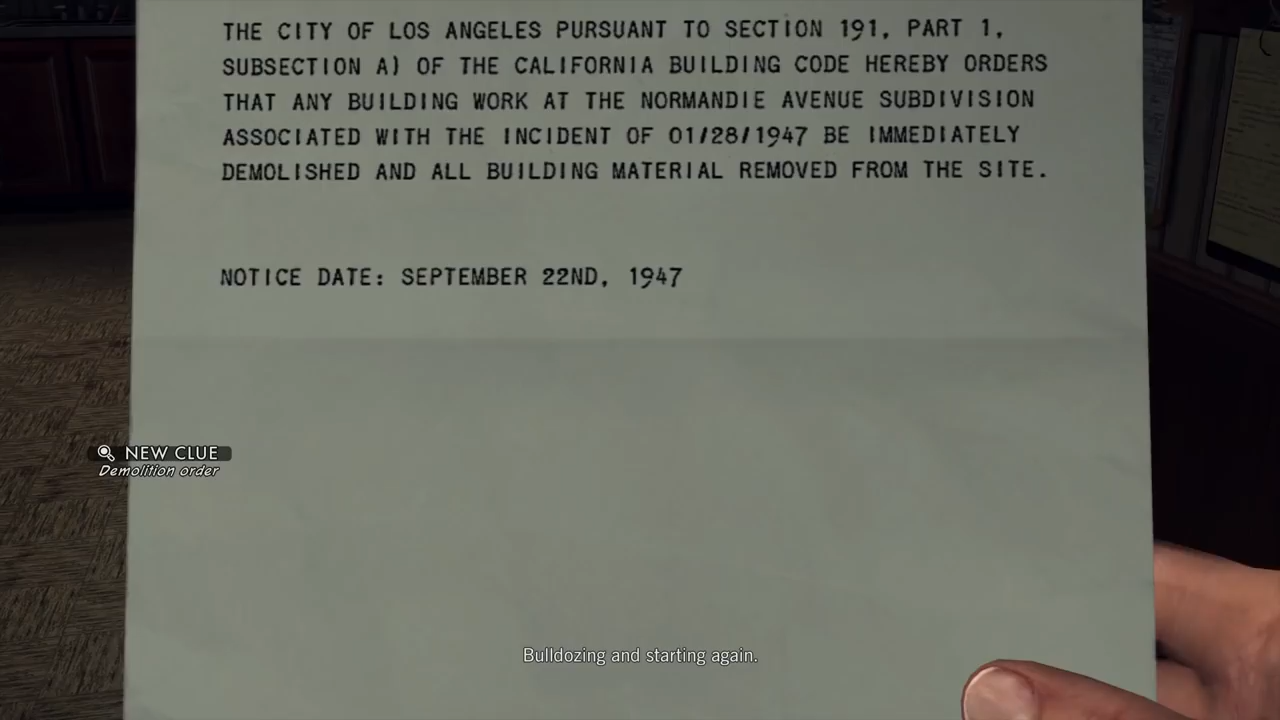 THE CITY OF LOS ANGELES PURSUANT TO SECTION 191, PART 1,
SUBSECTION A) OF THE CALIFORNIA BUILDING CODE HEREBY ORDERS
THAT ANY BUILDING WORK AT THE NORMANDIE AVENUE SUBDIVISION
ASSOCIATED WITH THE INCIDENT OF 01/28/1947 BE IMMEDIATELY
DEMOLISHED AND ALL BUILDING MATERIAL REMOVED FROM THE SITE.
NOTICE DATE: SEPTEMBER 22ND, 1947
NEW CLUE
Demolition order
Bulldozing and starting again.